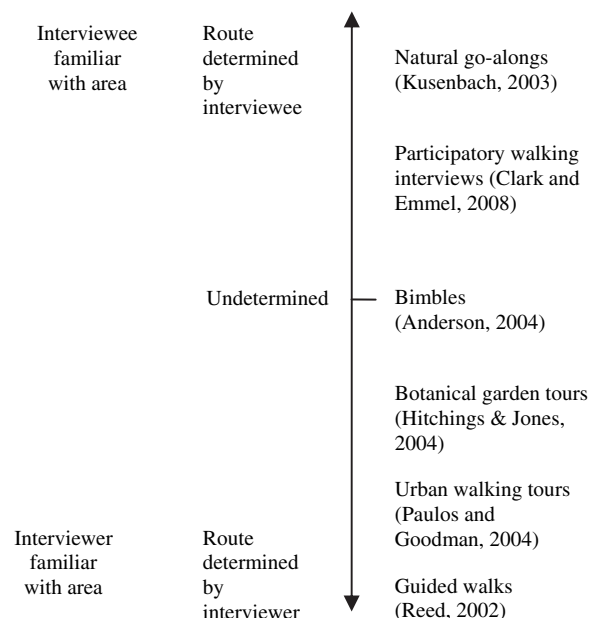 Interviewee
familiar
with area
Route
determined
by
interviewee
Natural go-alongs
(Kusenbach, 2003)
Participatory walking
interviews (Clark and
Emmel, 2008)
Undetermined
Bimbles
(Anderson, 2004)
Botanical garden tours
(Hitchings & Jones,
2004)
Urban walking tours
(Paulos and
Goodman, 2004)
Interviewer
familiar
with area
Route
determined
by
interviewer
Guided walks
(Reed, 2002)